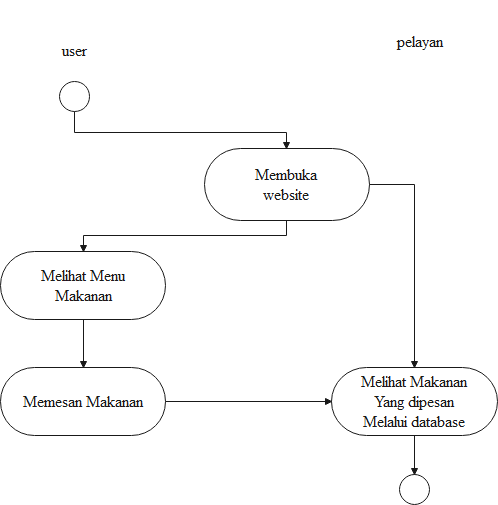 user
pelayan
Membuka
website
Melihat Menu
Makanan
Memesan Makanan
Melihat Makanan
Yang dipesan
Melalui database